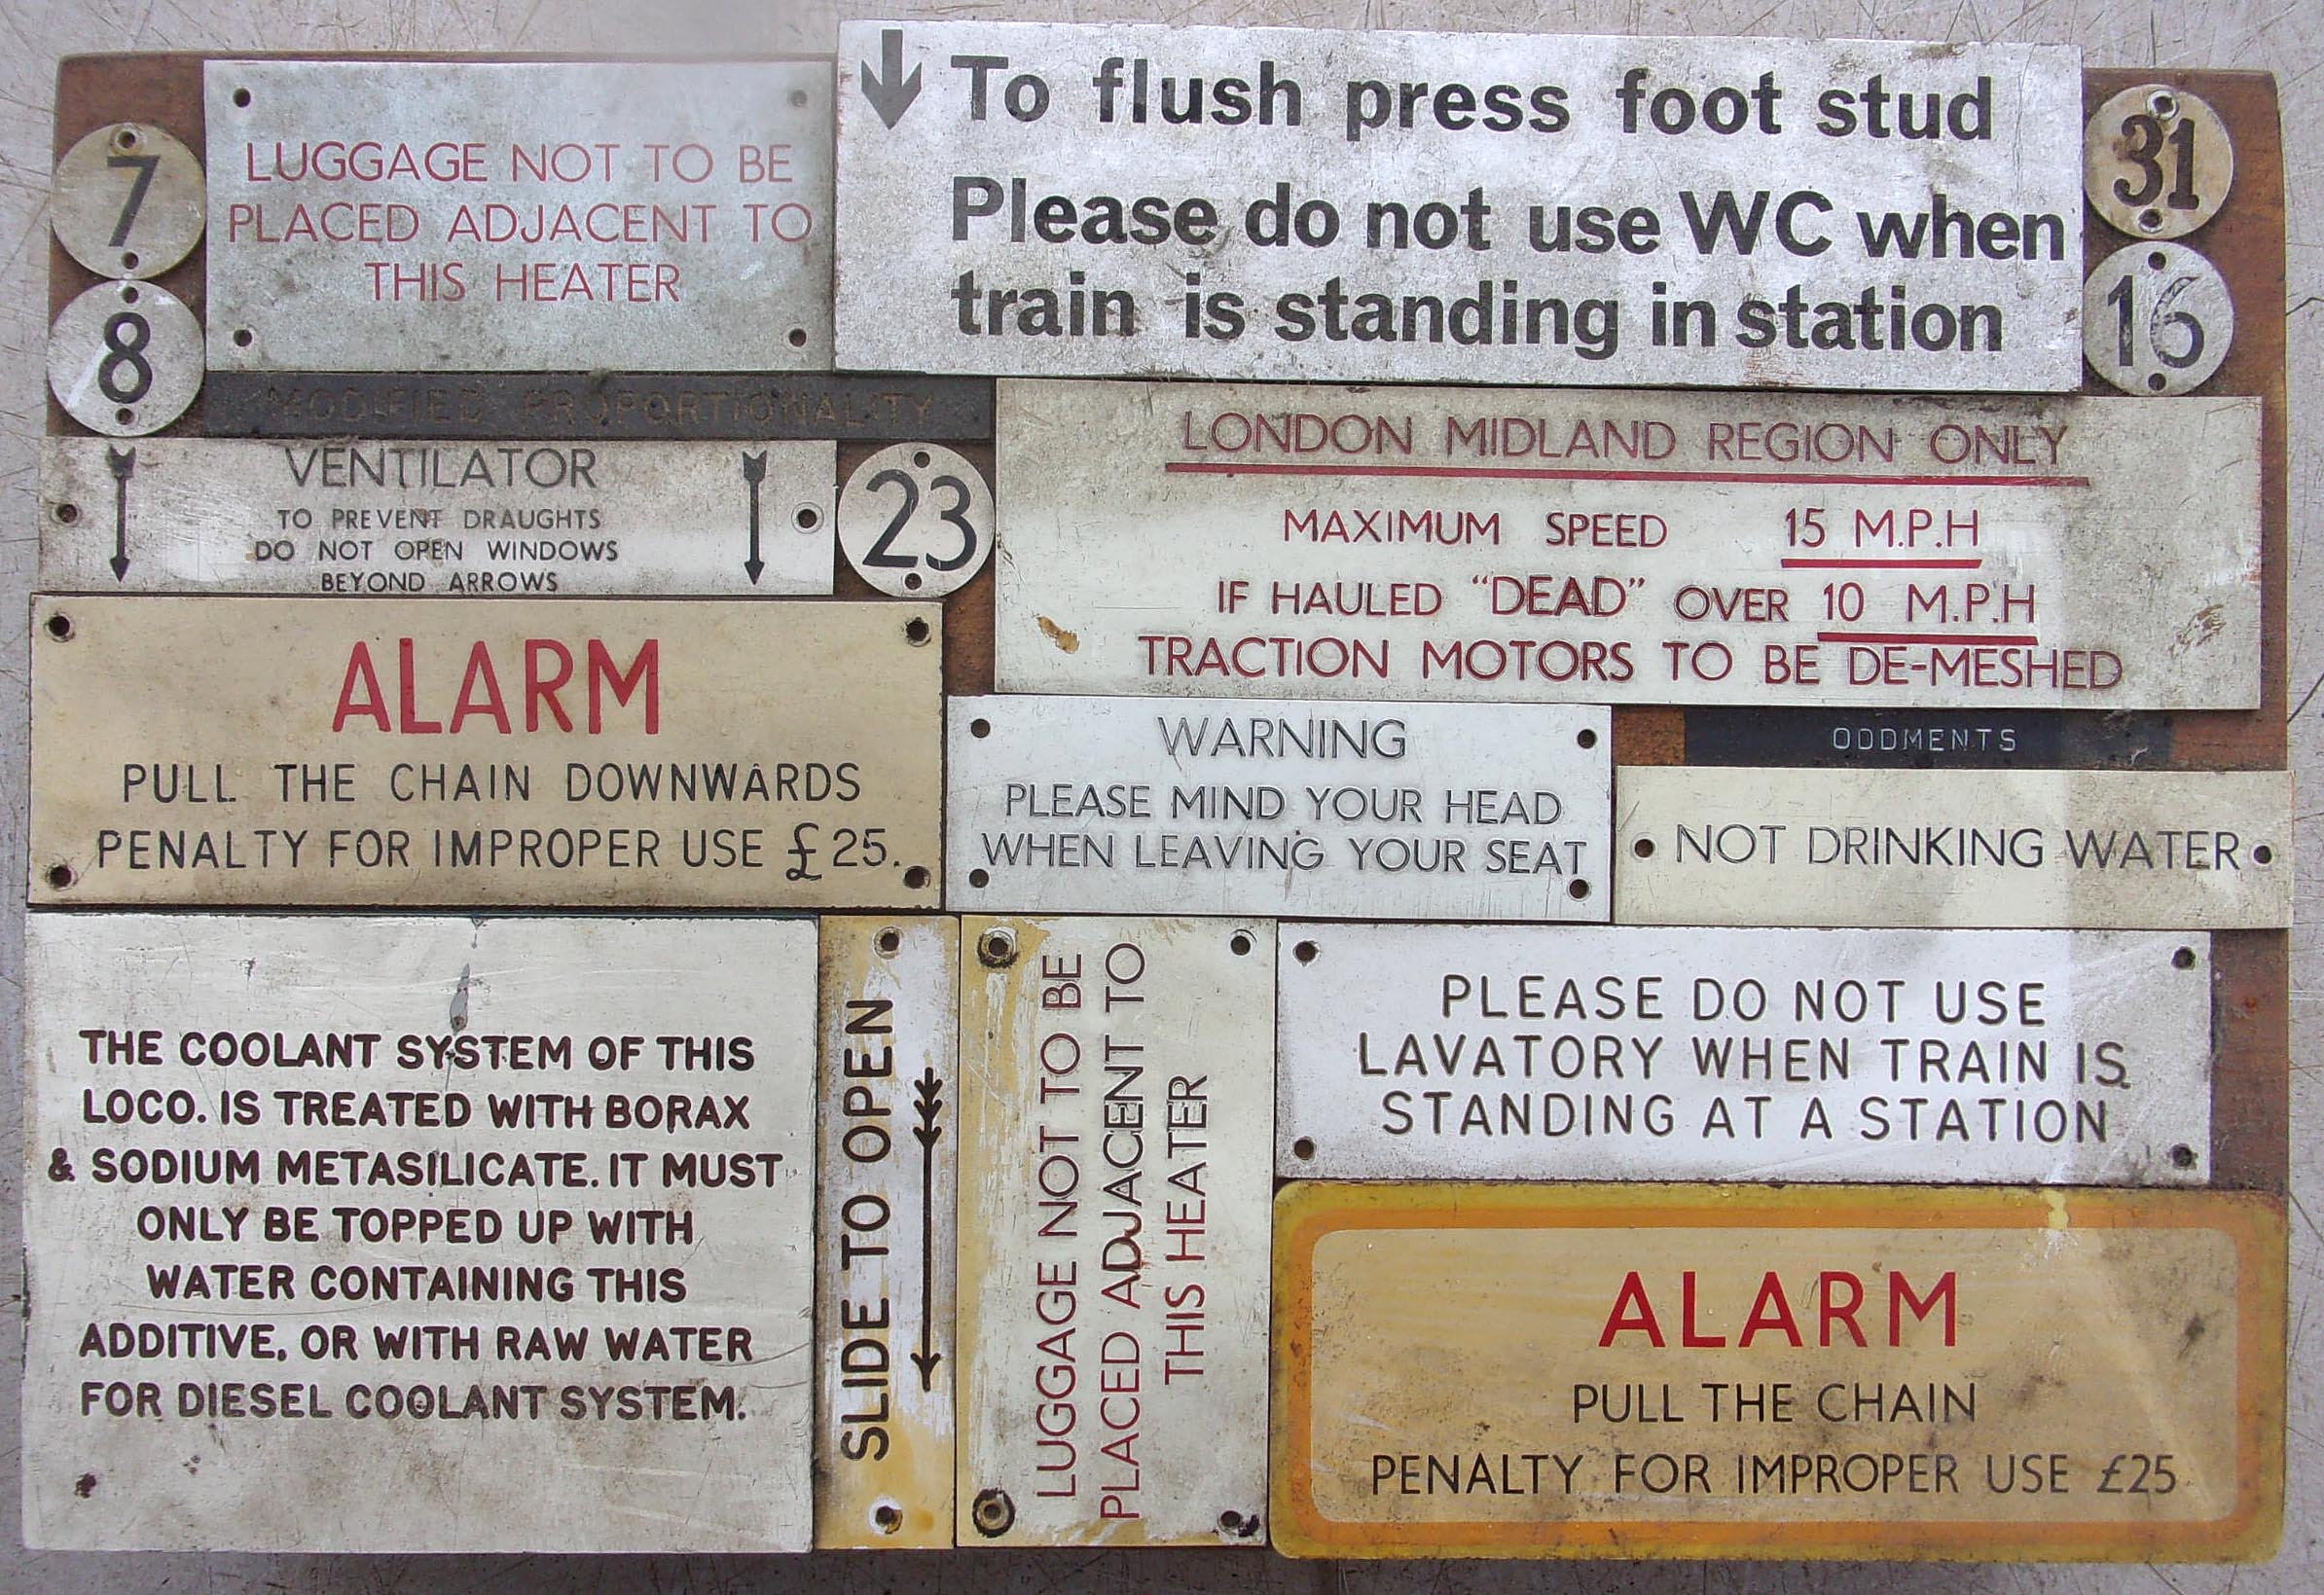 7
8
LUGGAGE NOT TO BE
PLACED ADJACENT TO
THIS HEATER
To flush press foot stud
Please do not use WC when
train is standing in station
31
16
MODIFIED PROPORTIONALITY
VENTILATOR
TO PREVENT DRAUGHTS
DO NOT OPEN WINDOWS
BEYOND ARROWS
23
LONDON MIDLAND REGION ONLY
MAXIMUM SPEED 15 M.P.H
IF HAULED "DEAD" OVER 10 M.P.H
TRACTION MOTORS TO BE DE-MESHED
ALARM
PULL THE CHAIN DOWNWARDS
PENALTY FOR IMPROPER USE £25.
WARNING
PLEASE MIND YOUR HEAD
WHEN LEAVING YOUR SEAT
ODDMENTS
NOT DRINKING WATER
THE COOLANT SYSTEM OF THIS
LOCO. IS TREATED WITH BORAX
& SODIUM METASILICATE. IT MUST
ONLY BE TOPPED UP WITH
WATER CONTAINING THIS
ADDITIVE, OR WITH RAW WATER
FOR DIESEL COOLANT SYSTEM.
SLIDE TO OPEN
LUGGAGE NOT TO BE
PLACED ADJACENT TO
THIS HEATER
PLEASE DO NOT USE
LAVATORY WHEN TRAIN IS
STANDING AT A STATION
ALARM
PULL THE CHAIN
PENALTY FOR IMPROPER USE £25